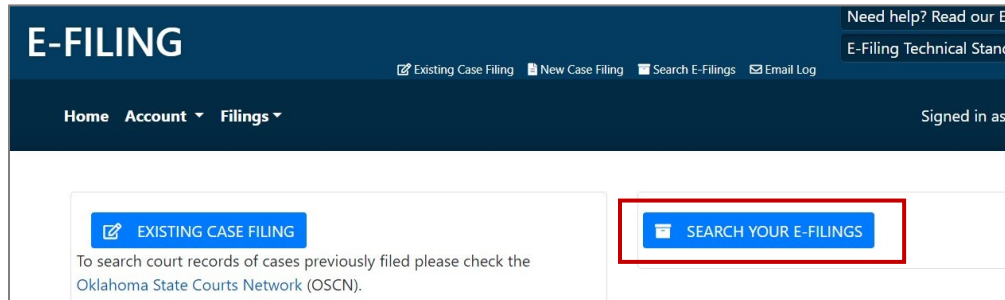 Need help? Read our E
E-FILING
E-Filing Technical Stand
Existing Case Filing New Case Filing Search E-Filings Email Log
Home Account Filings Signed in as
EXISTING CASE FILING
SEARCH YOUR E-FILINGS
To search court records of cases previously filed please check the
Oklahoma State Courts Network (OSCN).